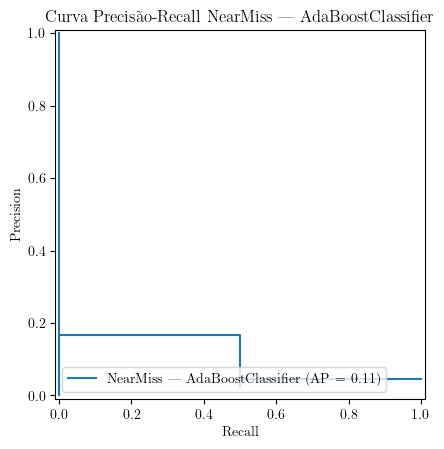 Curva Precisão-Recall NearMiss — AdaBoostClassifier
1.0
0.8
0.6
0.4
0.2
0.0
Precision
NearMiss — AdaBoostClassifier (AP = 0.11)
0.0 0.2 0.4 0.6 0.8 1.0
Recall